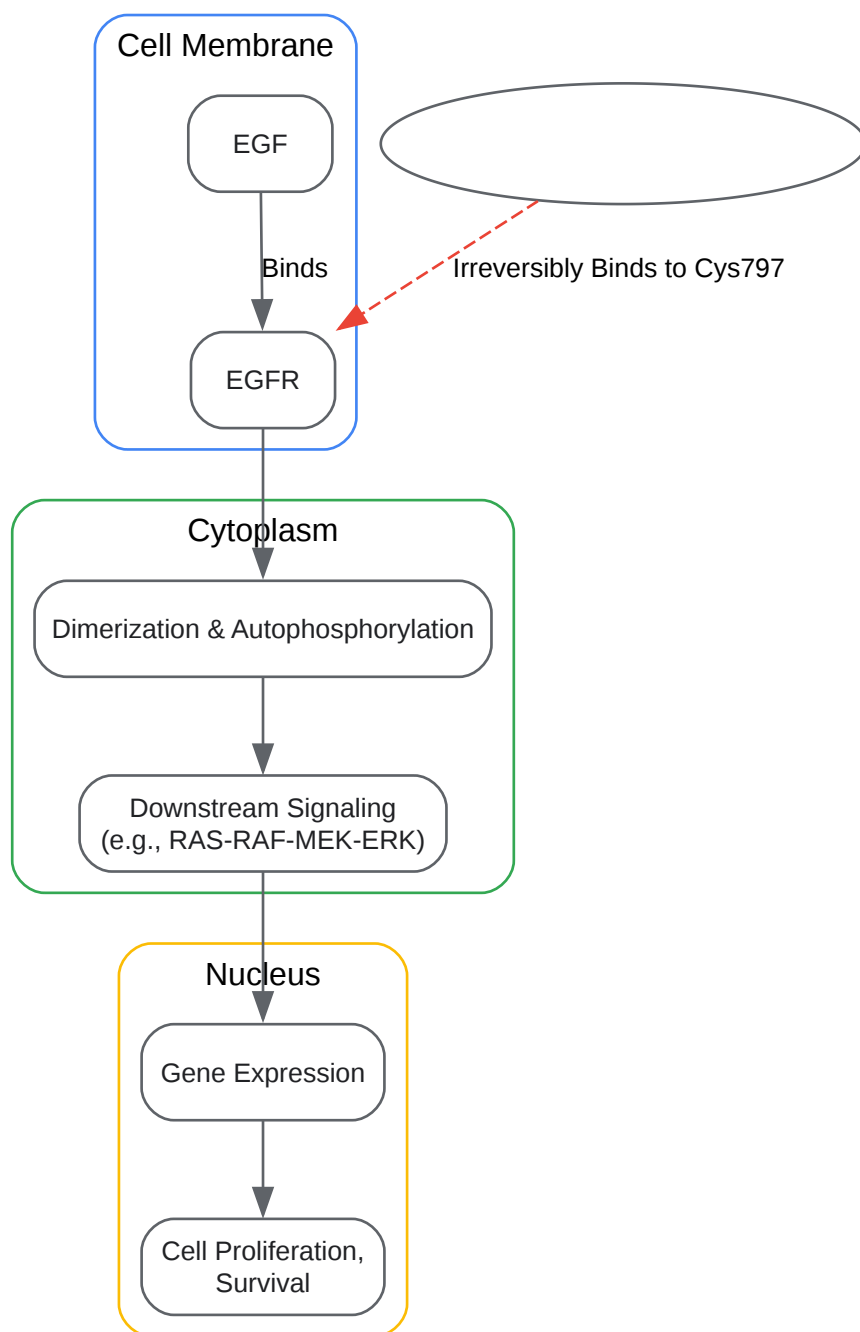 Cell Membrane
EGF
Binds
Irreversibly Binds to Cys797
EGFR
Cytoplasm
Dimerization & Autophosphorylation
Downstream Signaling
(e.g., RAS-RAF-MEK-ERK)
Nucleus
Gene Expression
Cell Proliferation,
Survival